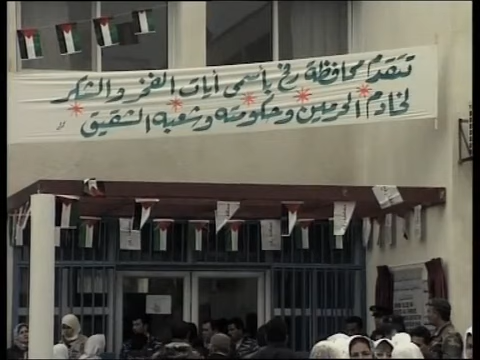 تتقدم محافظة رفح بأسمى آيات الفخر والشكر
لخادم الحرمين وحكومته وشعبه الشقيق